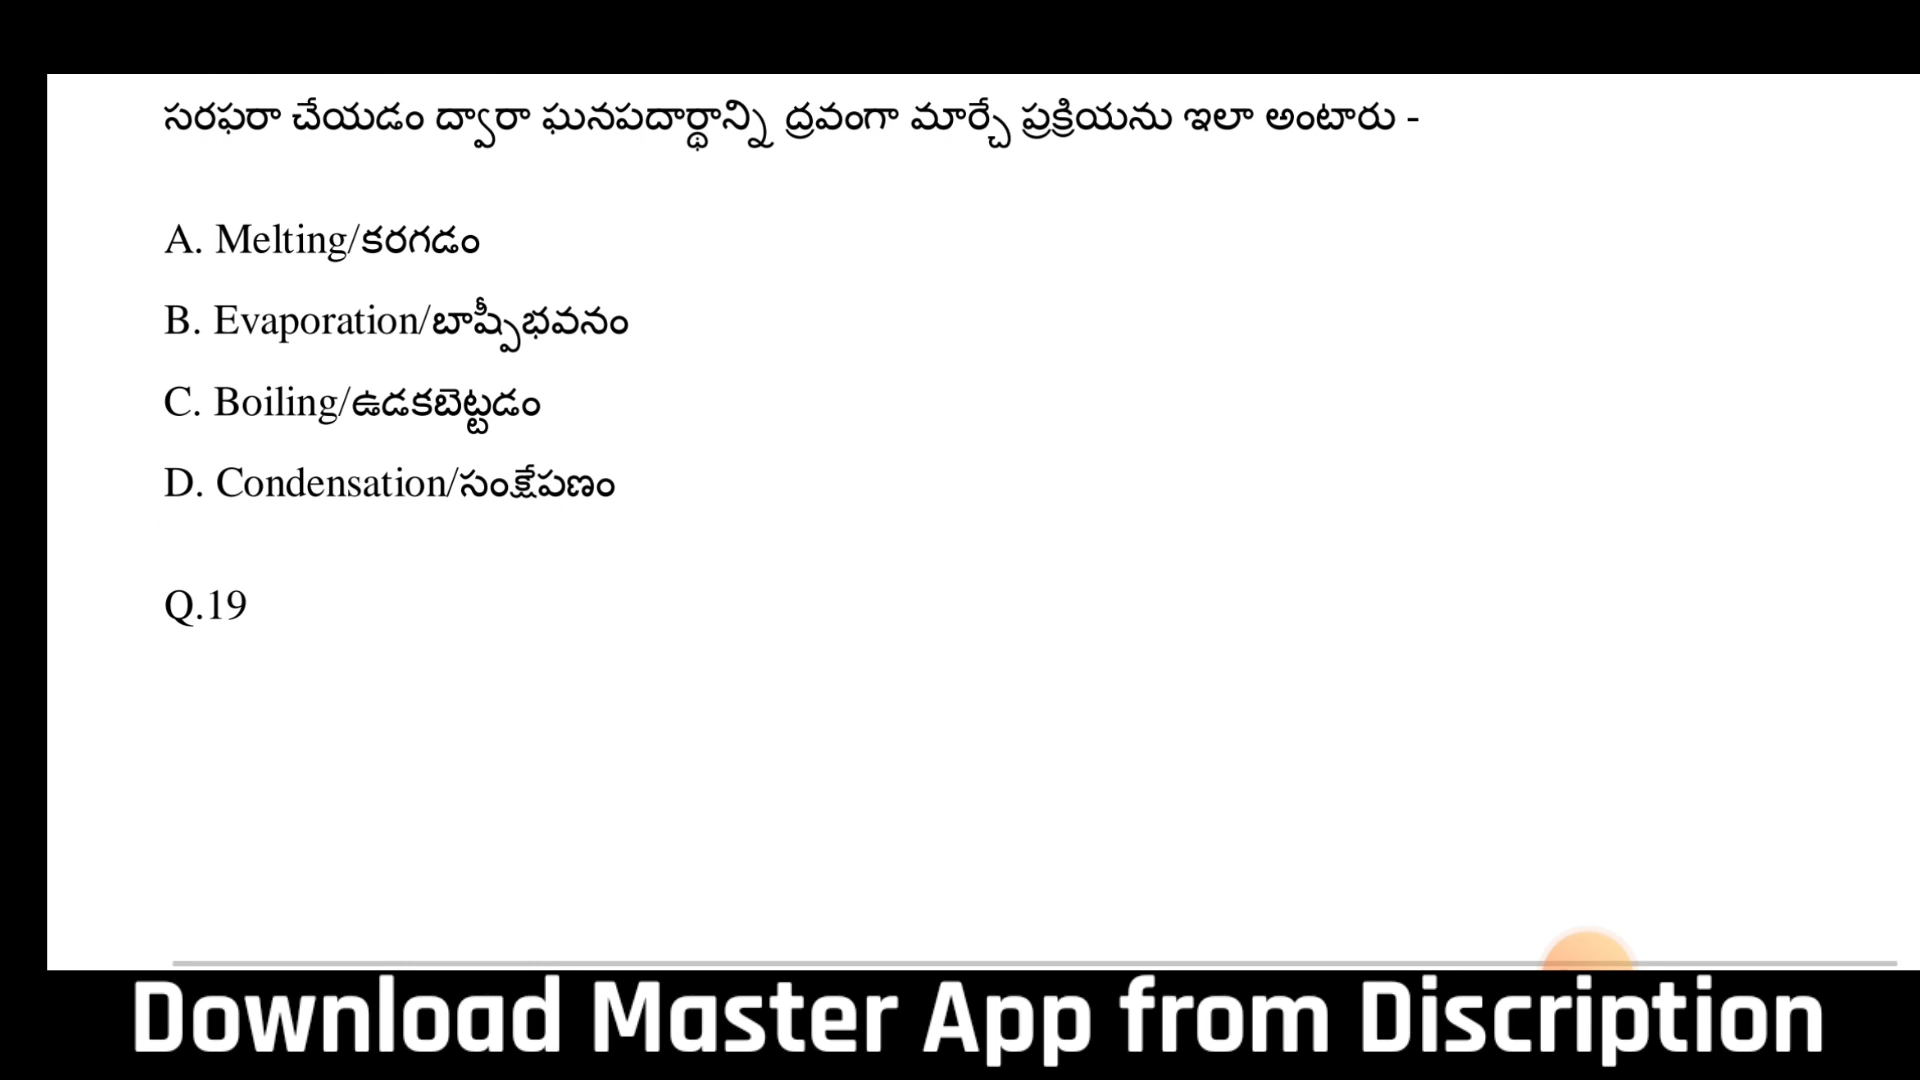 సరఫరా చేయడం ద్వారా ఘనపదార్థాన్ని ద్రవంగా మార్చే ప్రక్రియను ఇలా అంటారు -
A. Melting/కరగడం
B. Evaporation/బాష్పీభవనం
C. Boiling/ఉడకబెట్టడం
D. Condensation/సంక్షేపణం
Q.19
Download Master App from Discription